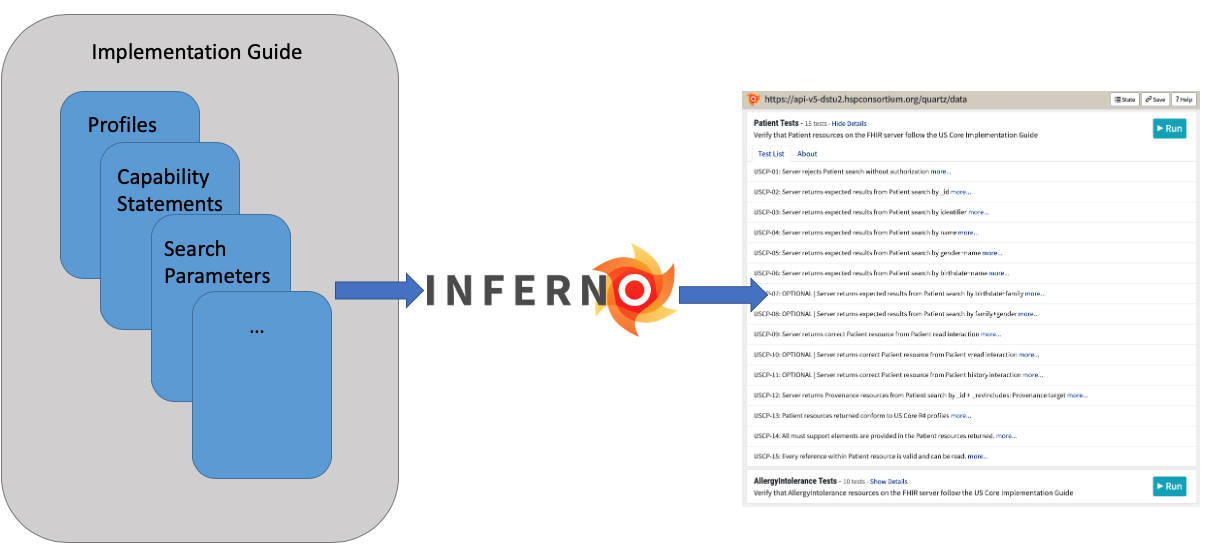 Implementation Guide
Profiles
Capability
Statements
Search
Parameters
...
INFERNO
https://api-v5-dstu2.hspconsortium.org/quartz/data
State
Save
? Help
Patient Tests - 15 tests - Hide Details
Verify that Patient resources on the FHIR server follow the US Core Implementation Guide
Run
Test List About
USCP-01: Server rejects Patient search without authorization more...
USCP-02: Server returns expected results from Patient search by _id more...
USCP-03: Server returns expected results from Patient search by identifier more...
USCP-04: Server returns expected results from Patient search by name more...
USCP-05: Server returns expected results from Patient search by gender+name more...
USCP-06: Server returns expected results from Patient search by birthdate+name more...
-07: OPTIONAL | Server returns expected results from Patient search by birthdate+family more...
USCP-08: OPTIONAL | Server returns expected results from Patient search by family+gender more...
USCP-09: Server returns correct Patient resource from Patient read interaction more...
USCP-10: OPTIONAL | Server returns correct Patient resource from Patient vread interaction more...
USCP-11: OPTIONAL | Server returns correct Patient resource from Patient history interaction more...
USCP-12: Server returns Provenance resources from Patient search by _id + _revIncludes: Provenance:target more...
USCP-13: Patient resources returned conform to US Core R4 profiles more...
USCP-14: All must support elements are provided in the Patient resources returned. more...
USCP-15: Every reference within Patient resource is valid and can be read. more...
AllergyIntolerance Tests - 10 tests - Show Details
Verify that AllergyIntolerance resources on the FHIR server follow the US Core Implementation Guide
Run